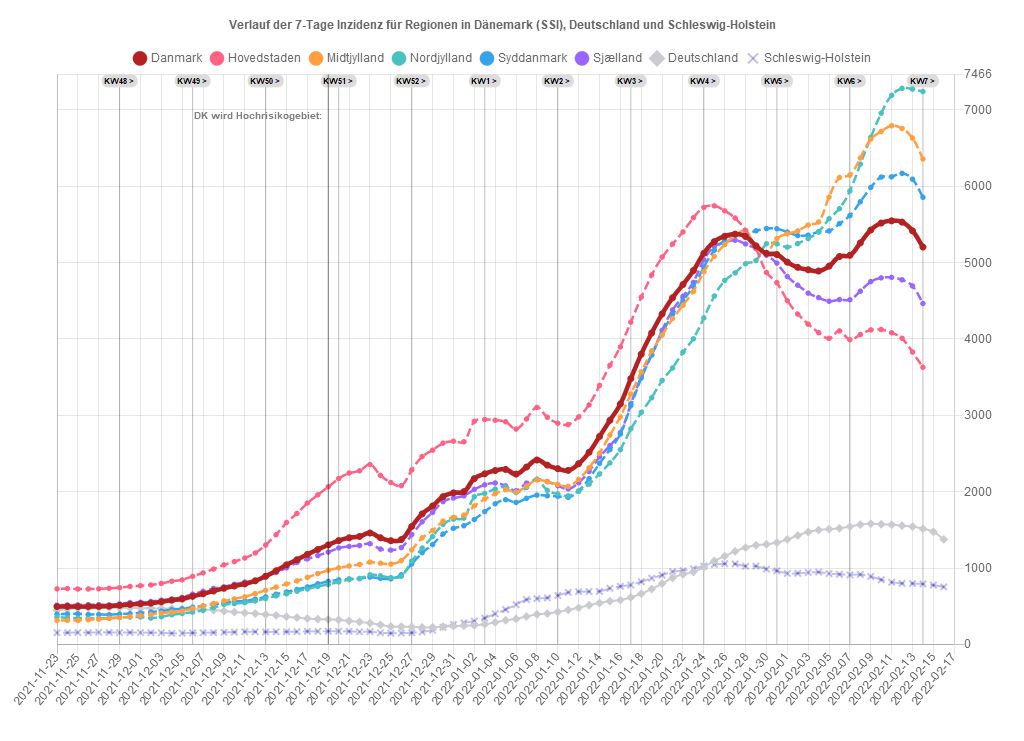 Verlauf der 7-Tage Inzidenz für Regionen in Dänemark (SSI), Deutschland und Schleswig-Holstein
Danmark Hovedstaden Midtjylland Nordjylland Syddanmark Sjælland Deutschland Schleswig-Holstein
KW48 > KW49 > KW50 > KW51 > KW52 > KW1 > KW2 > KW3 > KW4 > KW5 > KW6 > KW7 >
7466
7000
DK wird Hochrisikogebiet:
6000
5000
4000
3000
2000
1000
0
2021-11-23 2021-11-25 2021-11-27 2021-11-29 2021-12-01 2021-12-03 2021-12-05 2021-12-07 2021-12-09 2021-12-11 2021-12-13 2021-12-15 2021-12-17 2021-12-19 2021-12-21 2021-12-23 2021-12-25 2021-12-27 2021-12-29 2021-12-31 2022-01-02 2022-01-04 2022-01-06 2022-01-08 2022-01-10 2022-01-12 2022-01-14 2022-01-16 2022-01-18 2022-01-20 2022-01-22 2022-01-24 2022-01-26 2022-01-28 2022-01-30 2022-02-01 2022-02-03 2022-02-05 2022-02-07 2022-02-09 2022-02-11 2022-02-13 2022-02-15 2022-02-17